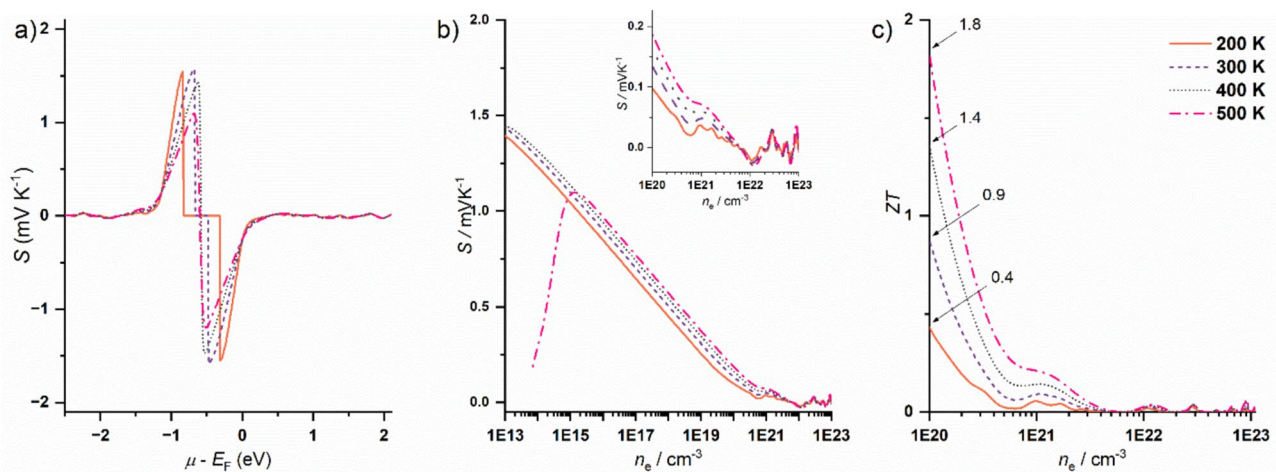 a)
2
1
0
−1
−2
S (mV K⁻¹)
−2
−1
0
1
2
μ - E_F (eV)
b)
2.0
1.5
1.0
0.5
0.0
S / mVK⁻¹
1E13
1E15
1E17
1E19
1E21
1E23
nₑ / cm⁻³
0.2
0.1
0.0
S / mVK⁻¹
1E20
1E21
1E22
1E23
nₑ / cm⁻³
c)
2
1
0
ZT
1.8
1.4
0.9
0.4
200 K
300 K
400 K
500 K
1E20
1E21
1E22
1E23
nₑ / cm⁻³